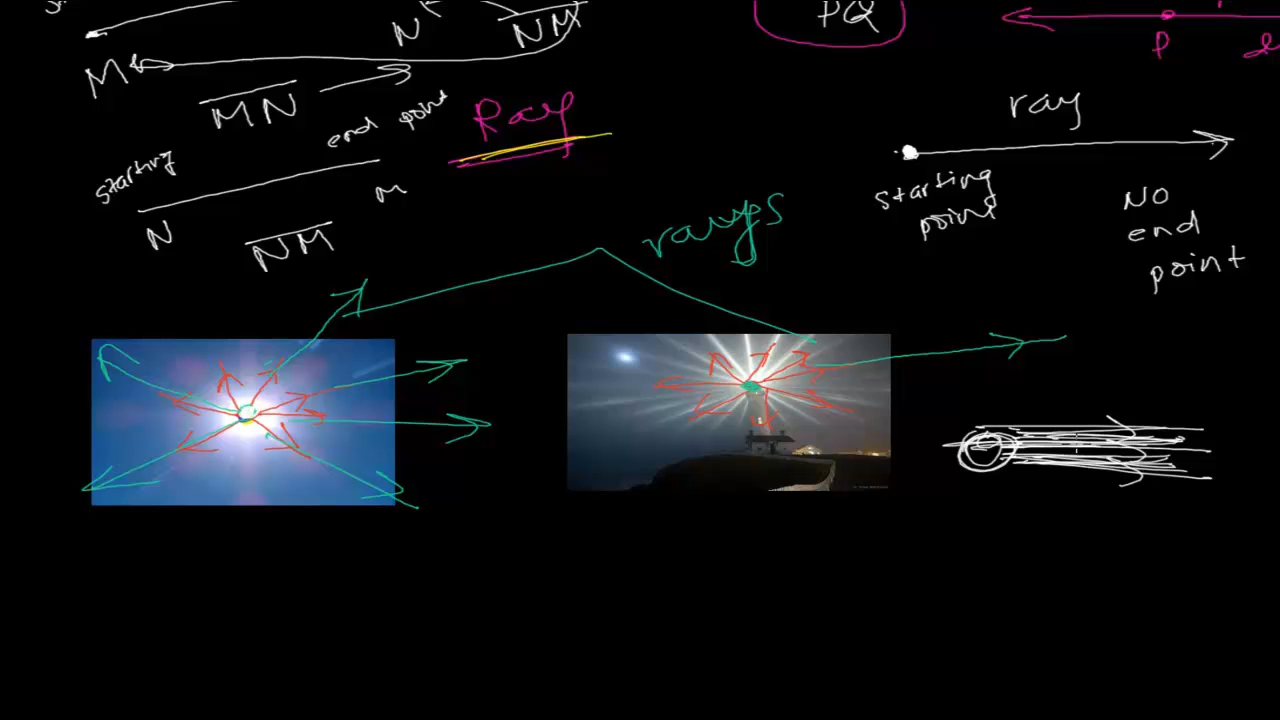 N
NM
PQ
M
P
MN
end point
Ray
ray
starting
starting
point
NO
end
point
N
M
NM
rays